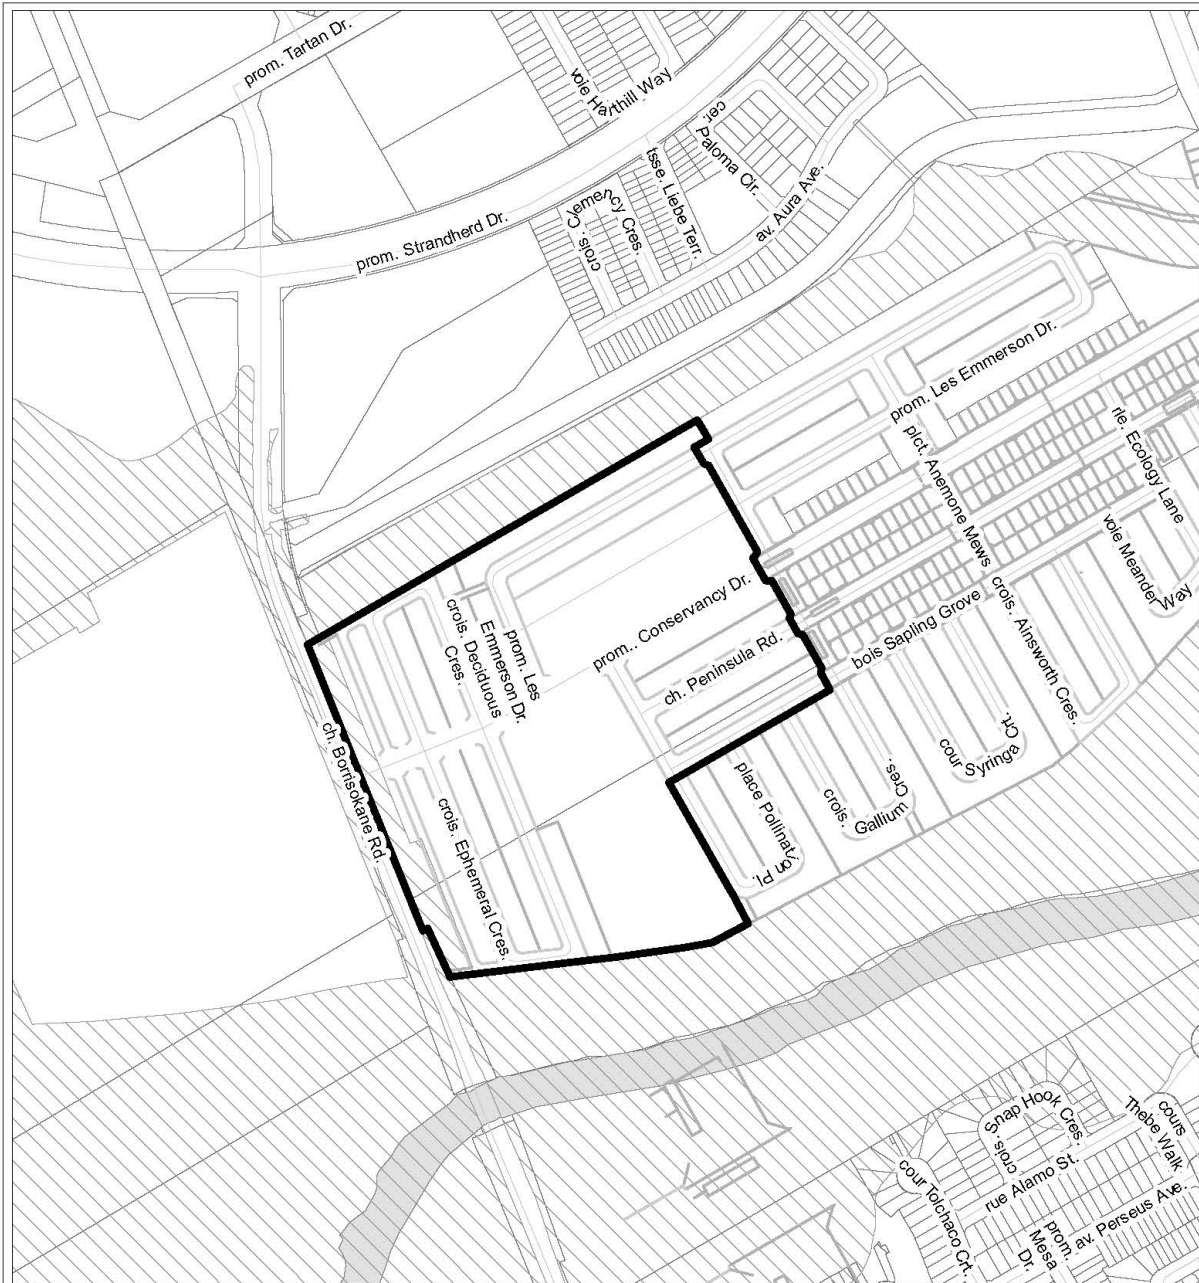 prom. Tartan Dr.
voie Harthill Way
cer.
Paloma Cir.
tsse. Liebe Terr.
av. Aura Ave.
crois. Clemency Cres.
prom. Strandherd Dr.
prom. Les Emmerson Dr.
plct. Anemone Mews
rle. Ecology Lane
voie Meander Way
crois. Ainsworth Cres.
bois Sapling Grove
prom.. Conservancy Dr.
ch. Peninsula Rd.
prom. Les
Emmerson Dr.
crois. Deciduous
Cres.
ch. Borrisokane Rd.
crois. Ephemeral Cres.
place Pollination Pl.
crois. Gallium Cres.
cour Syringa Crt.
crois. Snap Hook Cres.
cours
Thebe Walk
rue Alamo St.
cour Tolchaco Crt.
prom.
Mesa
Dr.
av. Perseus Ave.